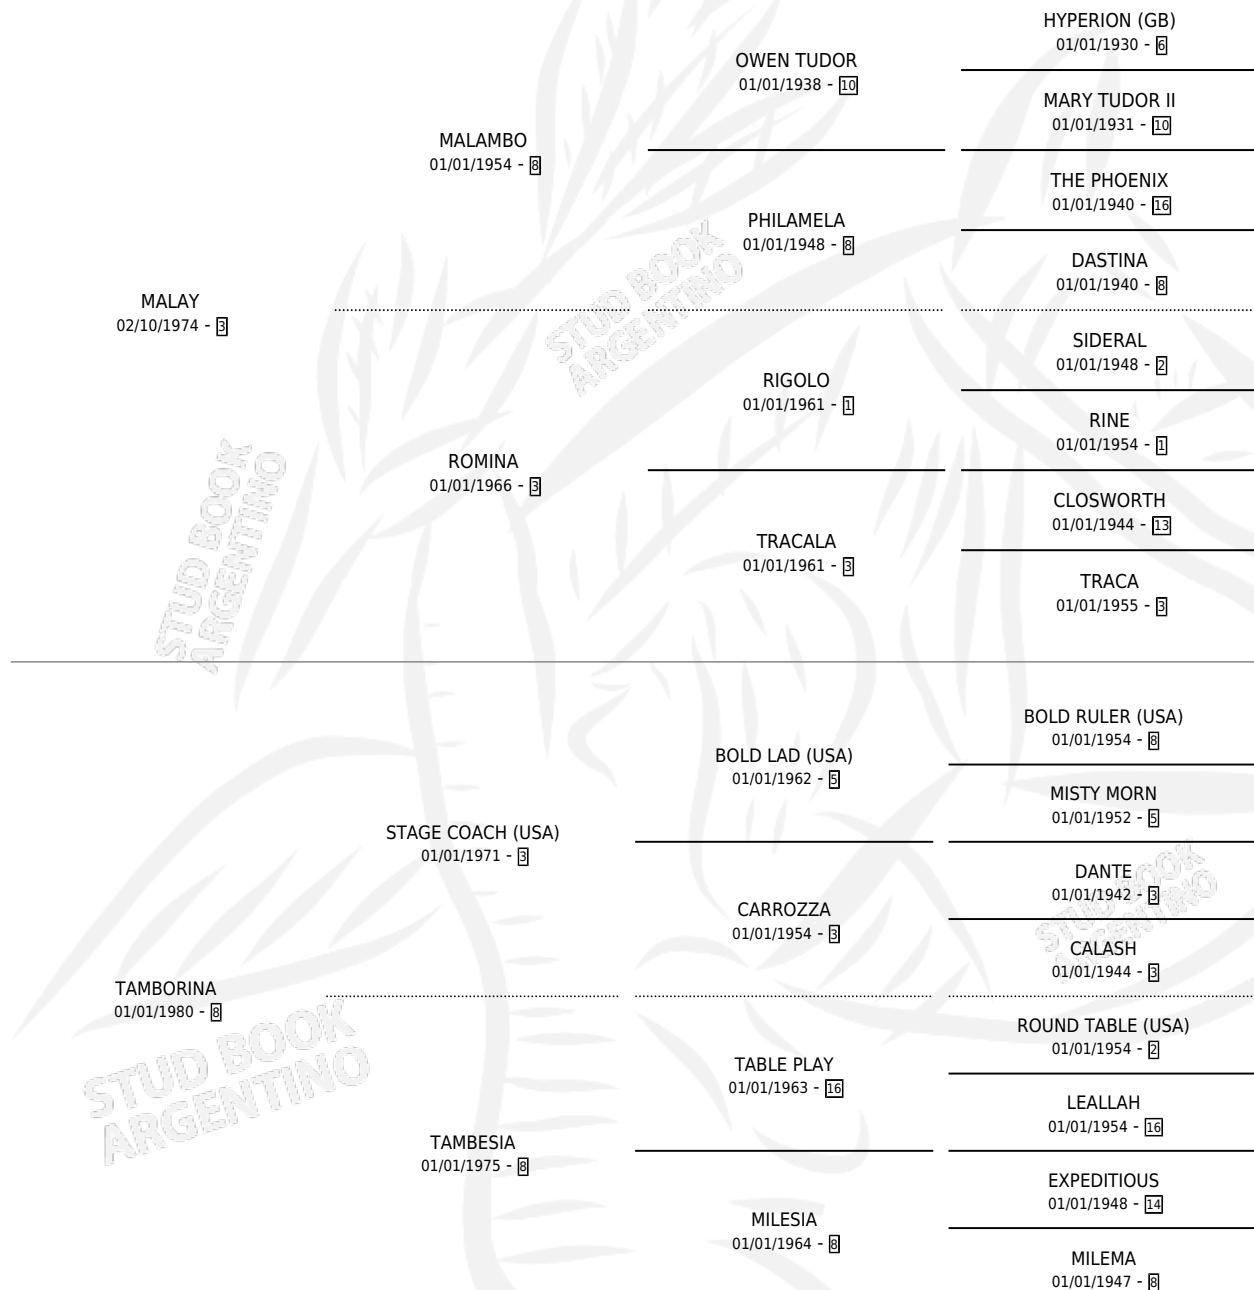 HYPERION (GB)
01/01/1930 - 6
OWEN TUDOR
01/01/1938 - 10
MARY TUDOR II
01/01/1931 - 10
MALAMBO
01/01/1954 - 8
THE PHOENIX
01/01/1940 - 16
PHILAMELA
01/01/1948 - 8
DASTINA
01/01/1940 - 8
MALAY
02/10/1974 - 3
SIDERAL
01/01/1948 - 2
RIGOLO
01/01/1961 - 1
RINE
01/01/1954 - 1
ROMINA
01/01/1966 - 3
CLOSWORTH
01/01/1944 - 13
TRACALA
01/01/1961 - 3
TRACA
01/01/1955 - 3
STUD BOOK
ARGENTINO
STUD BOOK
ARGENTINO
BOLD RULER (USA)
01/01/1954 - 8
BOLD LAD (USA)
01/01/1962 - 5
MISTY MORN
01/01/1952 - 5
STAGE COACH (USA)
01/01/1971 - 3
DANTE
01/01/1942 - 3
CARROZZA
01/01/1954 - 3
CALASH
01/01/1944 - 3
TAMBORINA
01/01/1980 - 8
ROUND TABLE (USA)
01/01/1954 - 2
TABLE PLAY
01/01/1963 - 16
LEALLAH
01/01/1954 - 16
TAMBESIA
01/01/1975 - 8
EXPEDITIOUS
01/01/1948 - 14
MILESIA
01/01/1964 - 8
MILEMA
01/01/1947 - 8
STUD BOOK
ARGENTINO
STUD BOOK
ARGENTINO